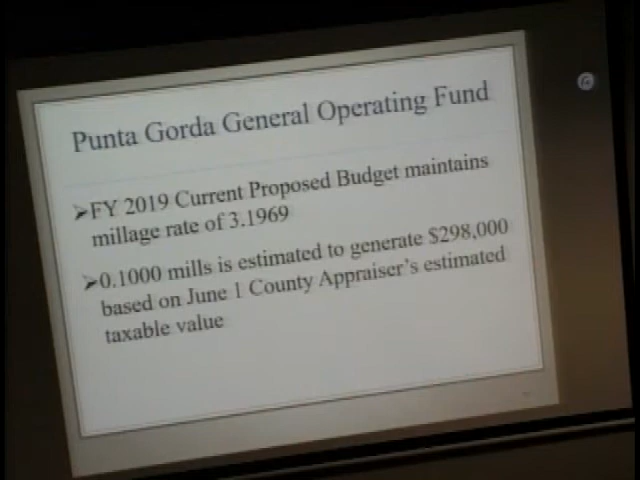 Punta Gorda General Operating Fund
➢FY 2019 Current Proposed Budget maintains
millage rate of 3.1969
➢0.1000 mills is estimated to generate $298,000
based on June 1 County Appraiser's estimated
taxable value